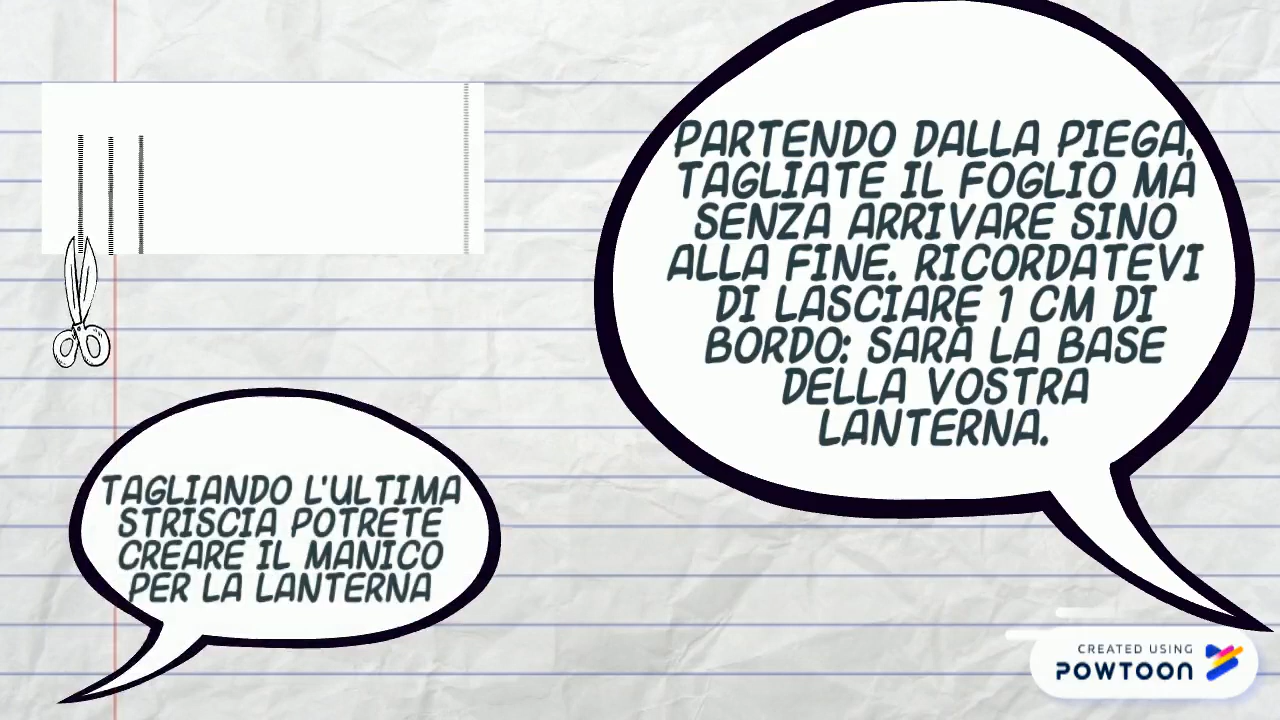 PARTENDO DALLA PIEGA,
TAGLIATE IL FOGLIO MA
SENZA ARRIVARE SINO
ALLA FINE. RICORDATEVI
DI LASCIARE 1 CM DI
BORDO: SARÀ LA BASE
DELLA VOSTRA
LANTERNA.
TAGLIANDO L'ULTIMA
STRISCIA POTRETE
CREARE IL MANICO
PER LA LANTERNA
CREATED USING
POWTOON